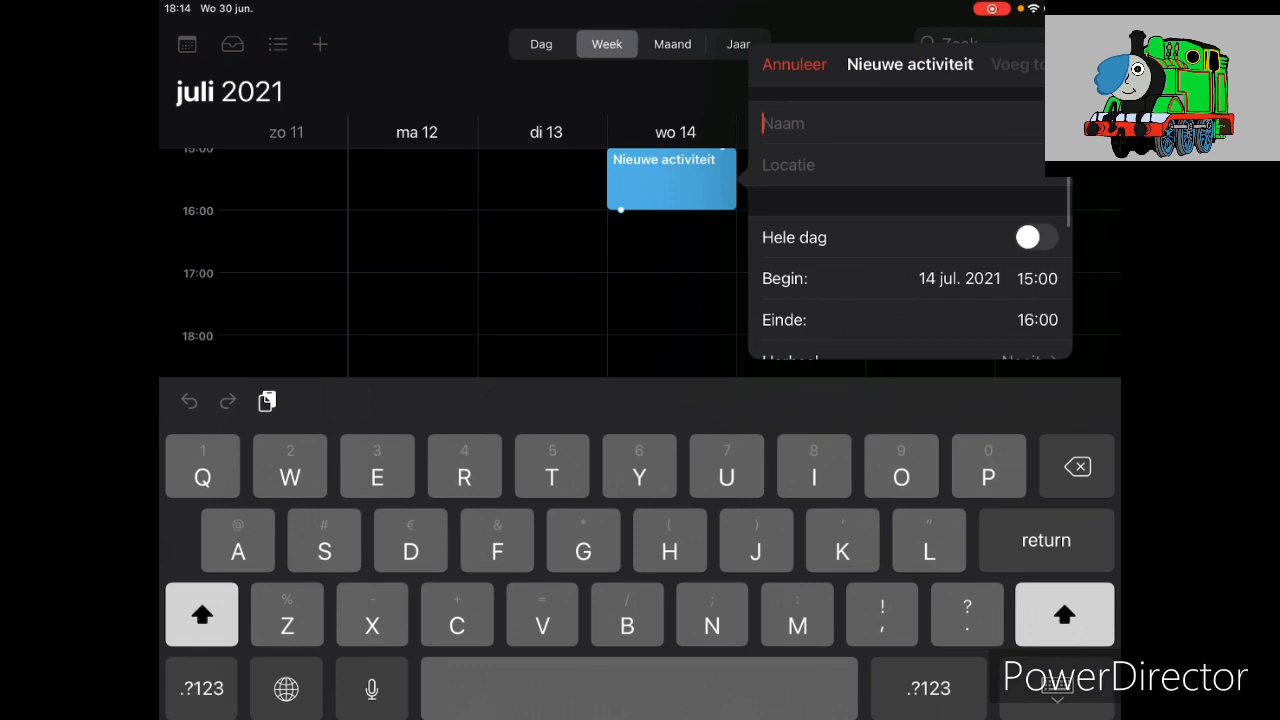 18:14 Wo 30 jun.
Dag Week Maand Jaar
juli 2021
Annuleer Nieuwe activiteit Voeg to
zo 11 ma 12 di 13 wo 14
Naam
15:00
Nieuwe activiteit
Locatie
16:00
Hele dag
17:00
Begin: 14 jul. 2021 15:00
Einde: 16:00
18:00
1 2 3 4 5 6 7 8 9 0
Q W E R T Y U I O P
@ # € & * ( ) ' "
A S D F G H J K L return
% - + = / ; : ! ?
Z X C V B N M , .
.?123 .?123
PowerDirector